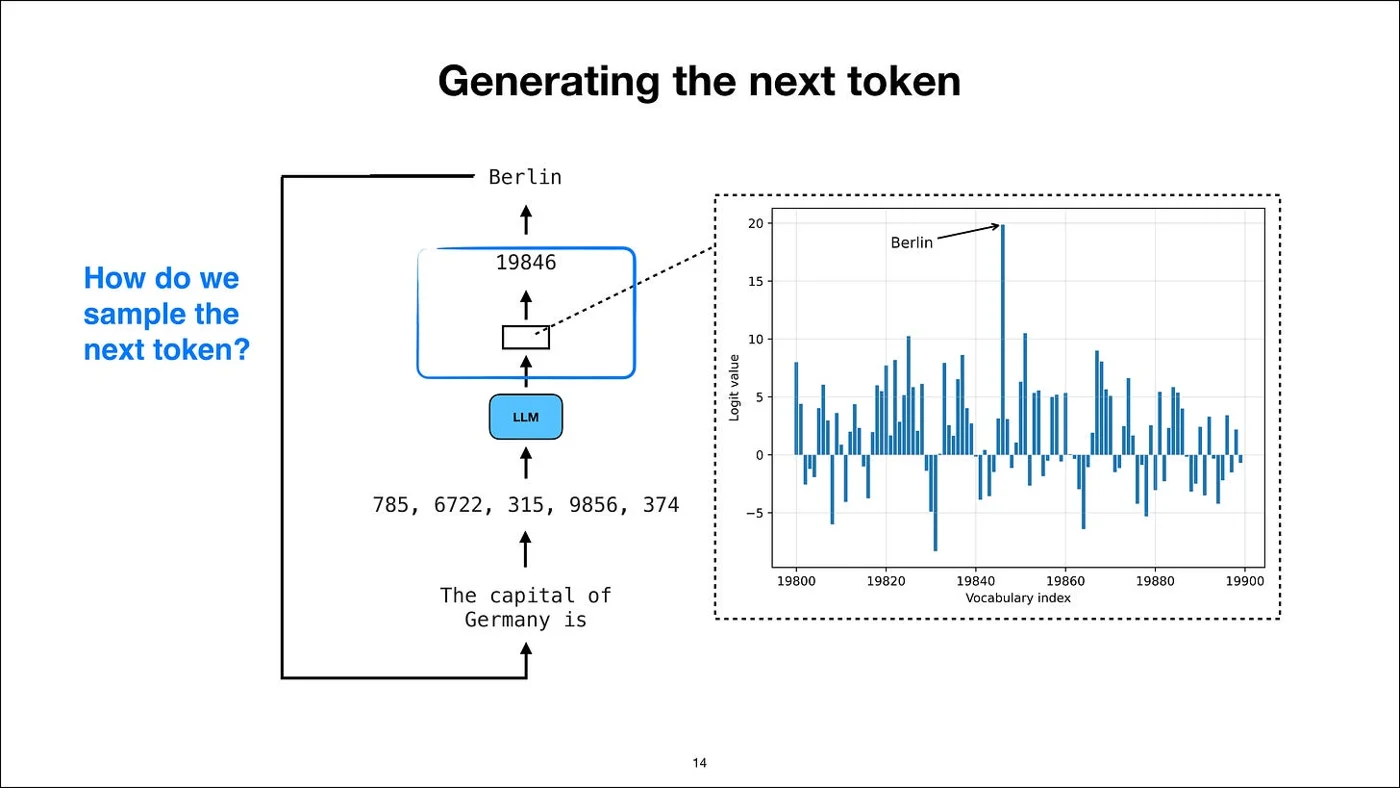 Generating the next token
Berlin
19846
How do we
sample the
next token?
LLM
785, 6722, 315, 9856, 374
The capital of
Germany is
Berlin
20
15
10
5
0
−5
Logit value
19800 19820 19840 19860 19880 19900
Vocabulary index
14